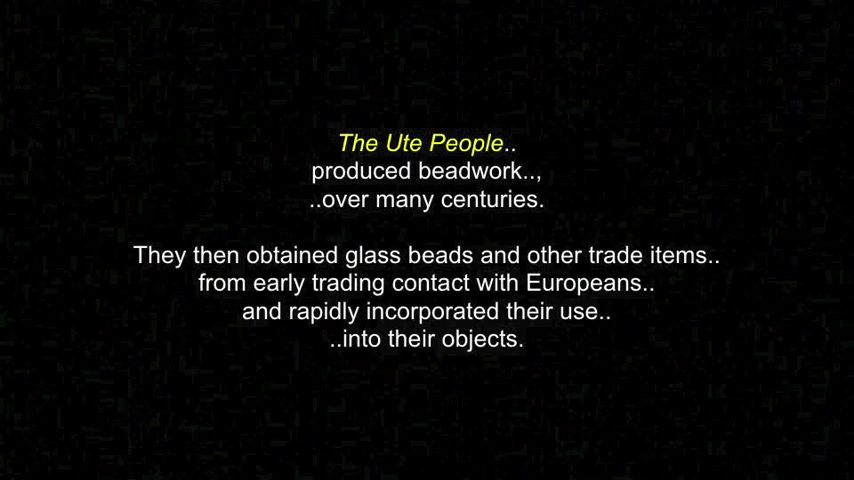 The Ute People..
produced beadwork..,
..over many centuries.
They then obtained glass beads and other trade items..
from early trading contact with Europeans..
and rapidly incorporated their use..
..into their objects.